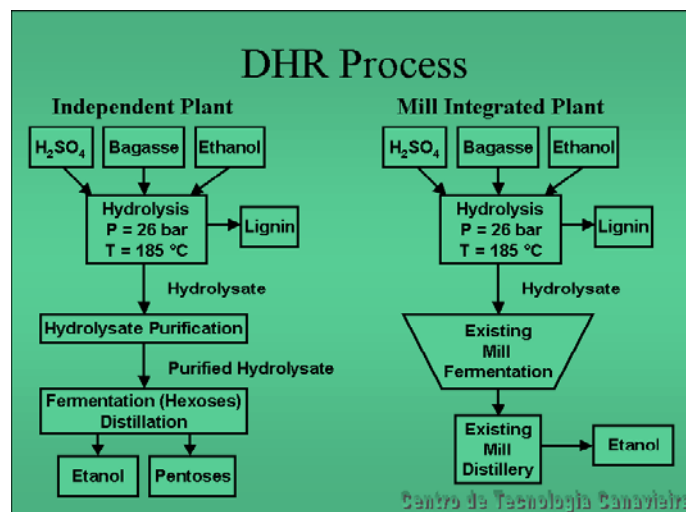 DHR Process
Independent Plant
H₂SO₄
Bagasse
Ethanol
Hydrolysis
P = 26 bar
T = 185 °C
Lignin
Hydrolysate
Hydrolysate Purification
Purified Hydrolysate
Fermentation (Hexoses)
Distillation
Etanol
Pentoses
Mill Integrated Plant
H₂SO₄
Bagasse
Ethanol
Hydrolysis
P = 26 bar
T = 185 °C
Lignin
Hydrolysate
Existing
Mill
Fermentation
Existing
Mill
Distillery
Etanol
Centro de Tecnologia Canavieira